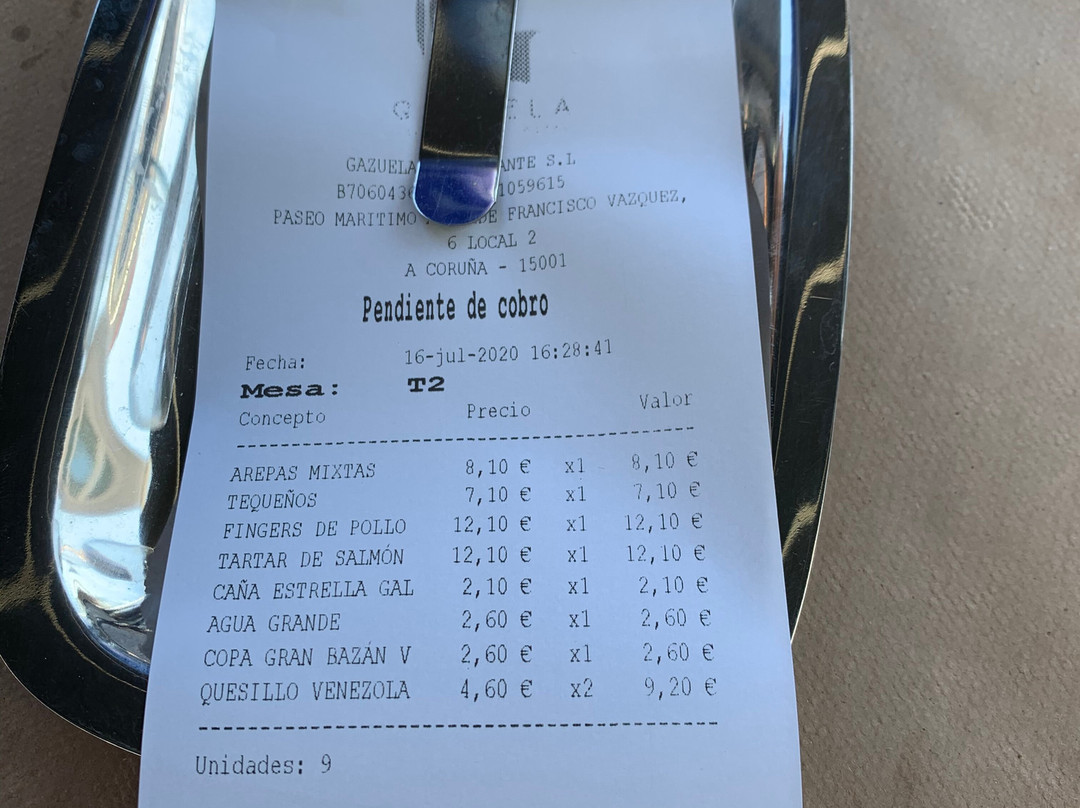 G ELA
GAZUELA ANTE S.L
B706043 1059615
PASEO MARITIMO DE FRANCISCO VAZQUEZ,
6 LOCAL 2
A CORUÑA - 15001
Pendiente de cobro
Fecha: 16-jul-2020 16:28:41
Mesa: T2
Concepto Precio Valor
AREPAS MIXTAS 8,10 € x1 8,10 €
TEQUEÑOS 7,10 € x1 7,10 €
FINGERS DE POLLO 12,10 € x1 12,10 €
TARTAR DE SALMÓN 12,10 € x1 12,10 €
CAÑA ESTRELLA GAL 2,10 € x1 2,10 €
AGUA GRANDE 2,60 € x1 2,60 €
COPA GRAN BAZÁN V 2,60 € x1 2,60 €
QUESILLO VENEZOLA 4,60 € x2 9,20 €
Unidades: 9